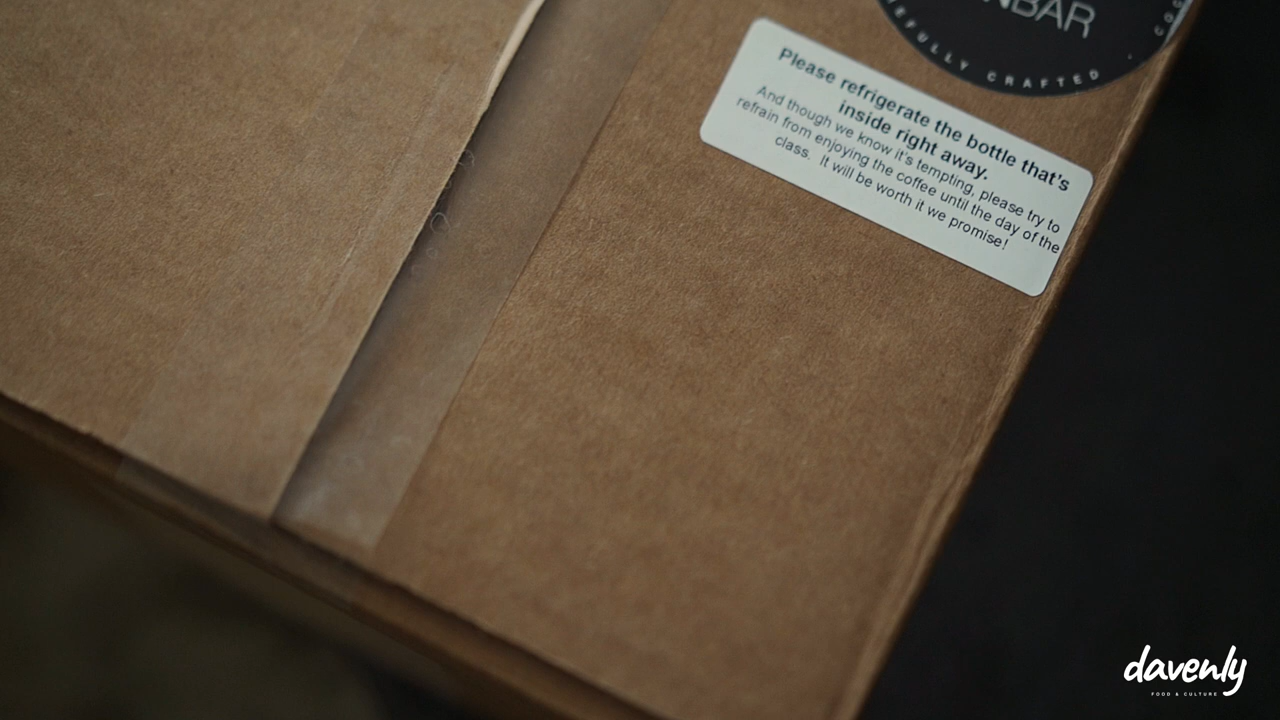 BAR
CRAFTED
Please refrigerate the bottle that's
inside right away.
And though we know it's tempting, please try to
refrain from enjoying the coffee until the day of the
class. It will be worth it we promise!
davenly
FOOD & CULTURE